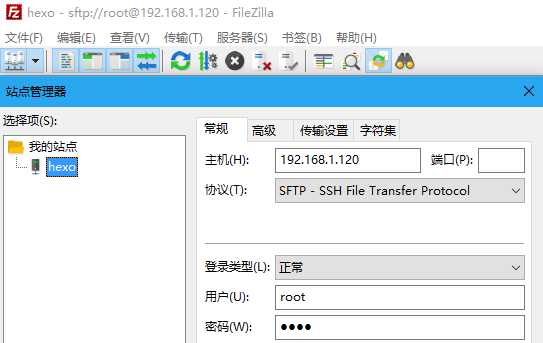 hexo - sftp://root@192.168.1.120 - FileZilla
文件(F) 编辑(E) 查看(V) 传输(T) 服务器(S) 书签(B) 帮助(H)
站点管理器
选择项(S):
我的站点
hexo
常规 高级 传输设置 字符集
主机(H): 192.168.1.120 端口(P):
协议(T): SFTP - SSH File Transfer Protocol
登录类型(L): 正常
用户(U): root
密码(W): ●●●●